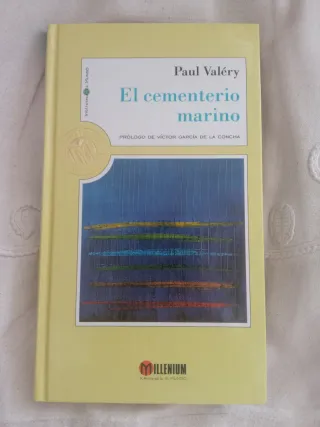 Paul Valéry
El cementerio
marino
PRÓLOGO DE VÍCTOR GARCÍA DE LA CONCHA
MILLENIUM